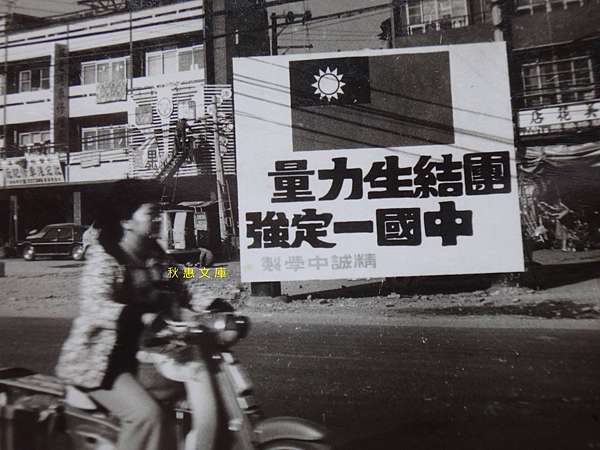 團結生力量
中國一定強
精誠中學製
秋惠文庫